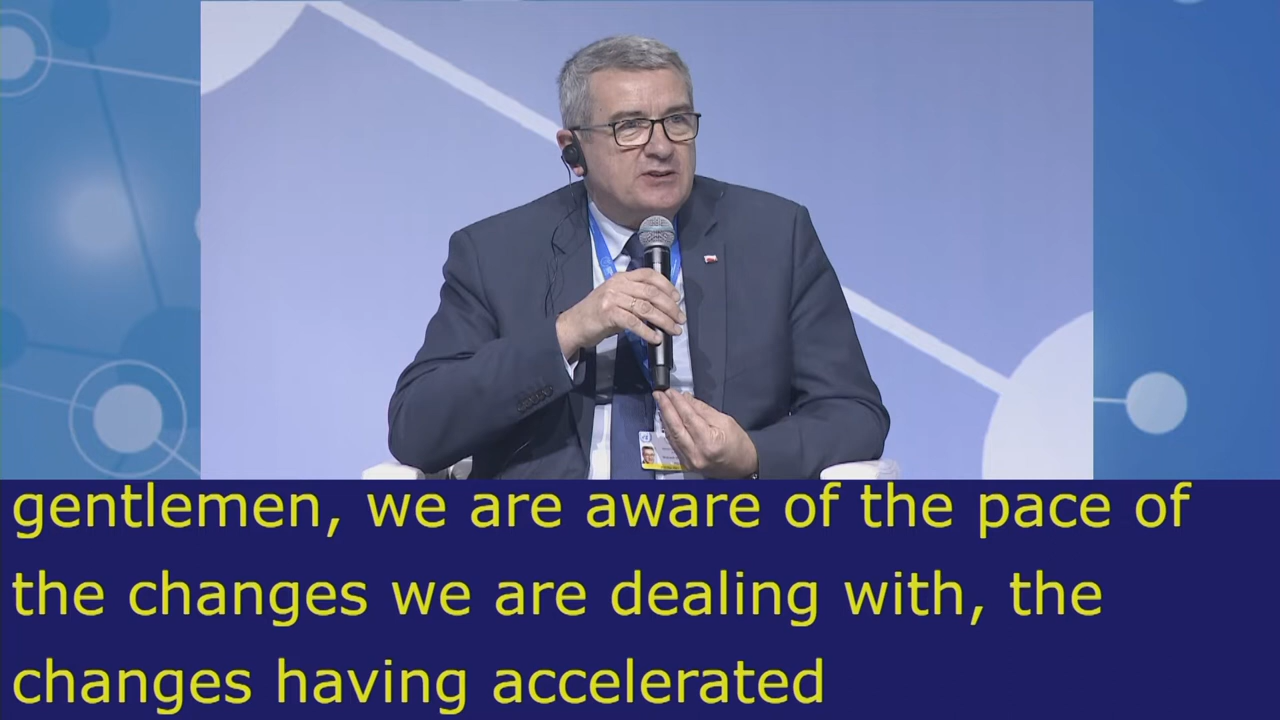 gentlemen, we are aware of the pace of
the changes we are dealing with, the
changes having accelerated